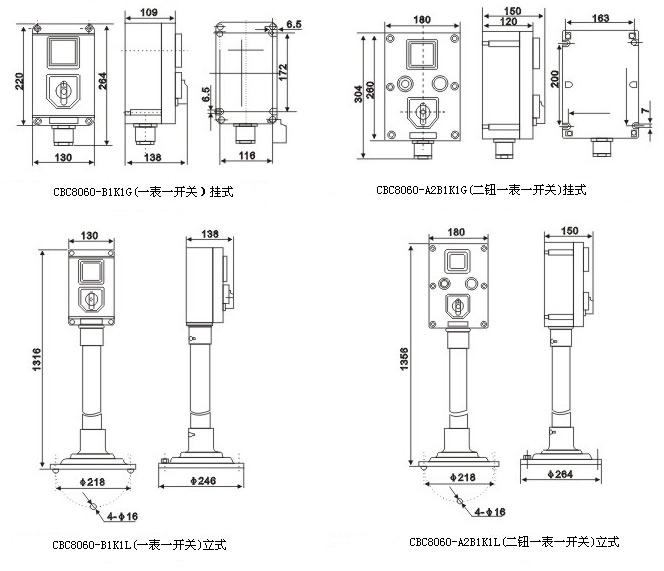 109
6.5
220
264
172
6.5
130
138
116
CBC8060-B1K1G(一表一开关)挂式
180
150
120
163
304
260
200
7
CBC8060-A2B1K1G(二钮一表一开关)挂式
130
138
1316
Φ218
Φ246
4-Φ16
CBC8060-B1K1L(一表一开关)立式
180
150
1356
Φ218
Φ264
4-Φ16
CBC8060-A2B1K1L(二钮一表一开关)立式